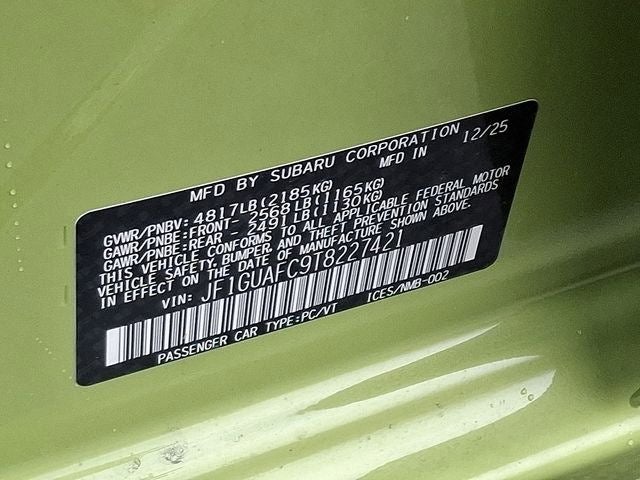 MFD BY SUBARU CORPORATION
MFD IN 12/25
GVWR/PNBV: 4817LB(2185KG)
GAWR/PNBE:FRONT- 2568LB(1165KG)
GAWR/PNBE:REAR - 2491LB(1130KG)
THIS VEHICLE CONFORMS TO ALL APPLICABLE FEDERAL MOTOR
VEHICLE SAFETY,BUMPER, AND THEFT PREVENTION STANDARDS
IN EFFECT ON THE DATE OF MANUFACTURE SHOWN ABOVE.
VIN: JF1GUAFC9T8227421
PASSENGER CAR TYPE:PC/VT ICES/NMB-002